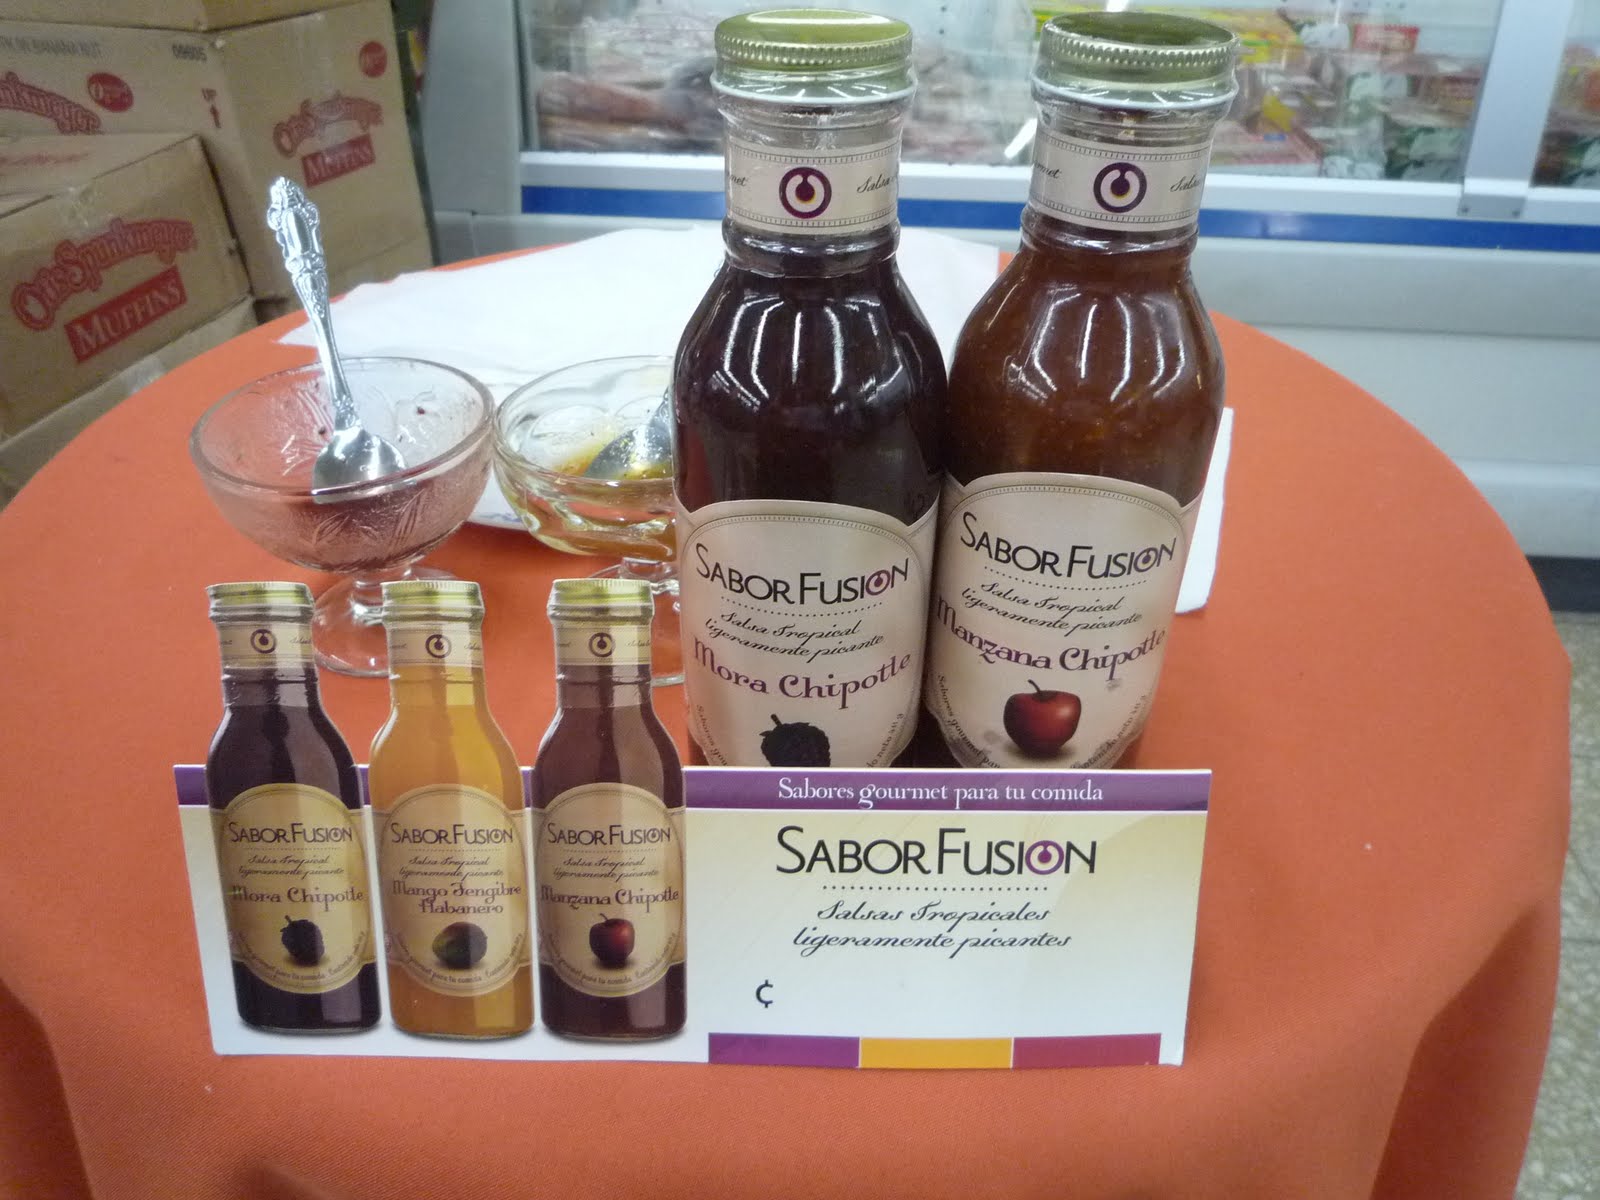 09605
UP
Otis Spunkmeyer
MUFFINS
Otis Spunkmeyer
MUFFINS
SABOR FUSION
Salsa Tropical
ligeramente picante
Mora Chipotle
SABOR FUSION
Salsa Tropical
ligeramente picante
Manzana Chipotle
SABOR FUSION
Salsa Tropical
ligeramente picante
Mora Chipotle
SABOR FUSION
Salsa Tropical
ligeramente picante
Mango Jengibre
Habanero
SABOR FUSION
Salsa Tropical
ligeramente picante
Manzana Chipotle
Sabores gourmet para tu comida
SABOR FUSION
Salsas Tropicales
ligeramente picantes
₡